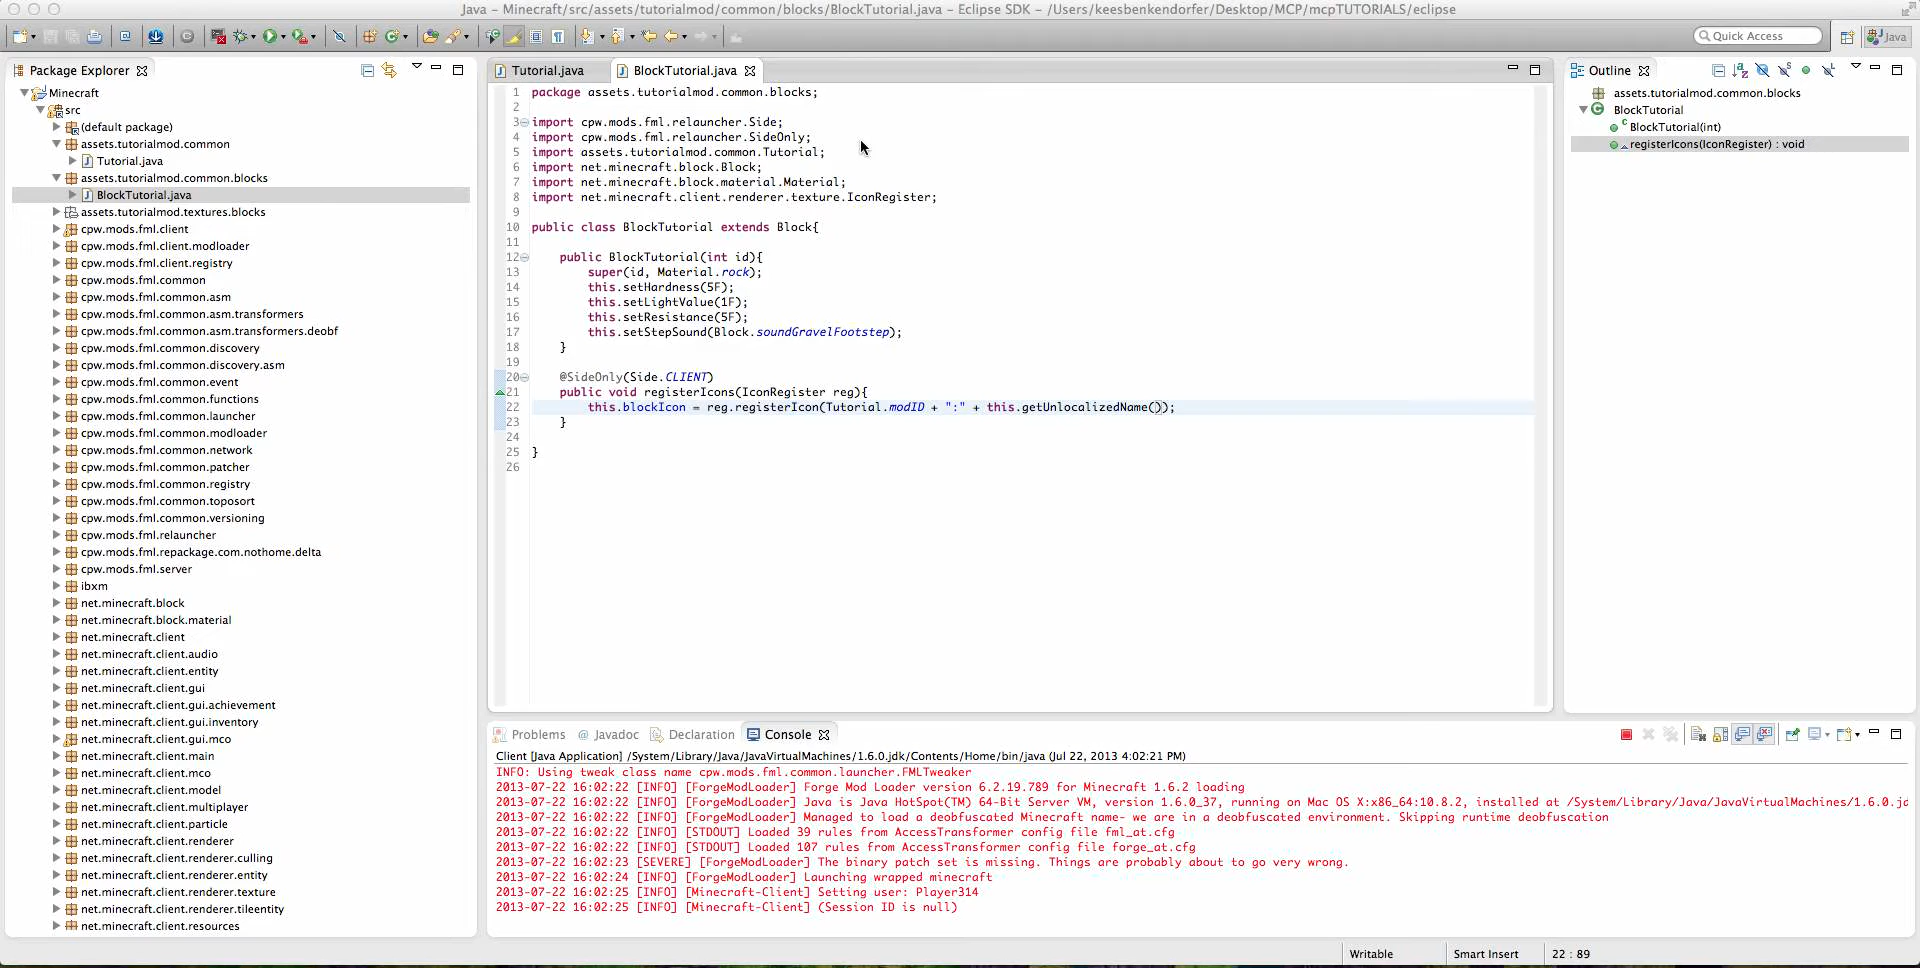 Java – Minecraft/src/assets/tutorialmod/common/blocks/BlockTutorial.java – Eclipse SDK – /Users/keesbenkendorfer/Desktop/MCP/mcpTUTORIALS/eclipse
Quick Access
Java
Package Explorer
Minecraft
src
(default package)
assets.tutorialmod.common
Tutorial.java
assets.tutorialmod.common.blocks
BlockTutorial.java
assets.tutorialmod.textures.blocks
cpw.mods.fml.client
cpw.mods.fml.client.modloader
cpw.mods.fml.client.registry
cpw.mods.fml.common
cpw.mods.fml.common.asm
cpw.mods.fml.common.asm.transformers
cpw.mods.fml.common.asm.transformers.deobf
cpw.mods.fml.common.discovery
cpw.mods.fml.common.discovery.asm
cpw.mods.fml.common.event
cpw.mods.fml.common.functions
cpw.mods.fml.common.launcher
cpw.mods.fml.common.modloader
cpw.mods.fml.common.network
cpw.mods.fml.common.patcher
cpw.mods.fml.common.registry
cpw.mods.fml.common.toposort
cpw.mods.fml.common.versioning
cpw.mods.fml.relauncher
cpw.mods.fml.repackage.com.nothome.delta
cpw.mods.fml.server
ibxm
net.minecraft.block
net.minecraft.block.material
net.minecraft.client
net.minecraft.client.audio
net.minecraft.client.entity
net.minecraft.client.gui
net.minecraft.client.gui.achievement
net.minecraft.client.gui.inventory
net.minecraft.client.gui.mco
net.minecraft.client.main
net.minecraft.client.mco
net.minecraft.client.model
net.minecraft.client.multiplayer
net.minecraft.client.particle
net.minecraft.client.renderer
net.minecraft.client.renderer.culling
net.minecraft.client.renderer.entity
net.minecraft.client.renderer.texture
net.minecraft.client.renderer.tileentity
net.minecraft.client.resources
Tutorial.java
BlockTutorial.java
1 package assets.tutorialmod.common.blocks;
2
3 import cpw.mods.fml.relauncher.Side;
4 import cpw.mods.fml.relauncher.SideOnly;
5 import assets.tutorialmod.common.Tutorial;
6 import net.minecraft.block.Block;
7 import net.minecraft.block.material.Material;
8 import net.minecraft.client.renderer.texture.IconRegister;
9
10 public class BlockTutorial extends Block{
11
12 public BlockTutorial(int id){
13 super(id, Material.rock);
14 this.setHardness(5F);
15 this.setLightValue(1F);
16 this.setResistance(5F);
17 this.setStepSound(Block.soundGravelFootstep);
18 }
19
20 @SideOnly(Side.CLIENT)
21 public void registerIcons(IconRegister reg){
22 this.blockIcon = reg.registerIcon(Tutorial.modID + ":" + this.getUnlocalizedName());
23 }
24
25 }
26
Outline
assets.tutorialmod.common.blocks
BlockTutorial
BlockTutorial(int)
registerIcons(IconRegister) : void
Problems
Javadoc
Declaration
Console
Client [Java Application] /System/Library/Java/JavaVirtualMachines/1.6.0.jdk/Contents/Home/bin/java (Jul 22, 2013 4:02:21 PM)
INFO: Using tweak class name cpw.mods.fml.common.launcher.FMLTweaker
2013-07-22 16:02:22 [INFO] [ForgeModLoader] Forge Mod Loader version 6.2.19.789 for Minecraft 1.6.2 loading
2013-07-22 16:02:22 [INFO] [ForgeModLoader] Java is Java HotSpot(TM) 64-Bit Server VM, version 1.6.0_37, running on Mac OS X:x86_64:10.8.2, installed at /System/Library/Java/JavaVirtualMachines/1.6.0.jd
2013-07-22 16:02:22 [INFO] [ForgeModLoader] Managed to load a deobfuscated Minecraft name- we are in a deobfuscated environment. Skipping runtime deobfuscation
2013-07-22 16:02:22 [INFO] [STDOUT] Loaded 39 rules from AccessTransformer config file fml_at.cfg
2013-07-22 16:02:22 [INFO] [STDOUT] Loaded 107 rules from AccessTransformer config file forge_at.cfg
2013-07-22 16:02:23 [SEVERE] [ForgeModLoader] The binary patch set is missing. Things are probably about to go very wrong.
2013-07-22 16:02:24 [INFO] [ForgeModLoader] Launching wrapped minecraft
2013-07-22 16:02:25 [INFO] [Minecraft-Client] Setting user: Player314
2013-07-22 16:02:25 [INFO] [Minecraft-Client] (Session ID is null)
Writable
Smart Insert
22 : 89